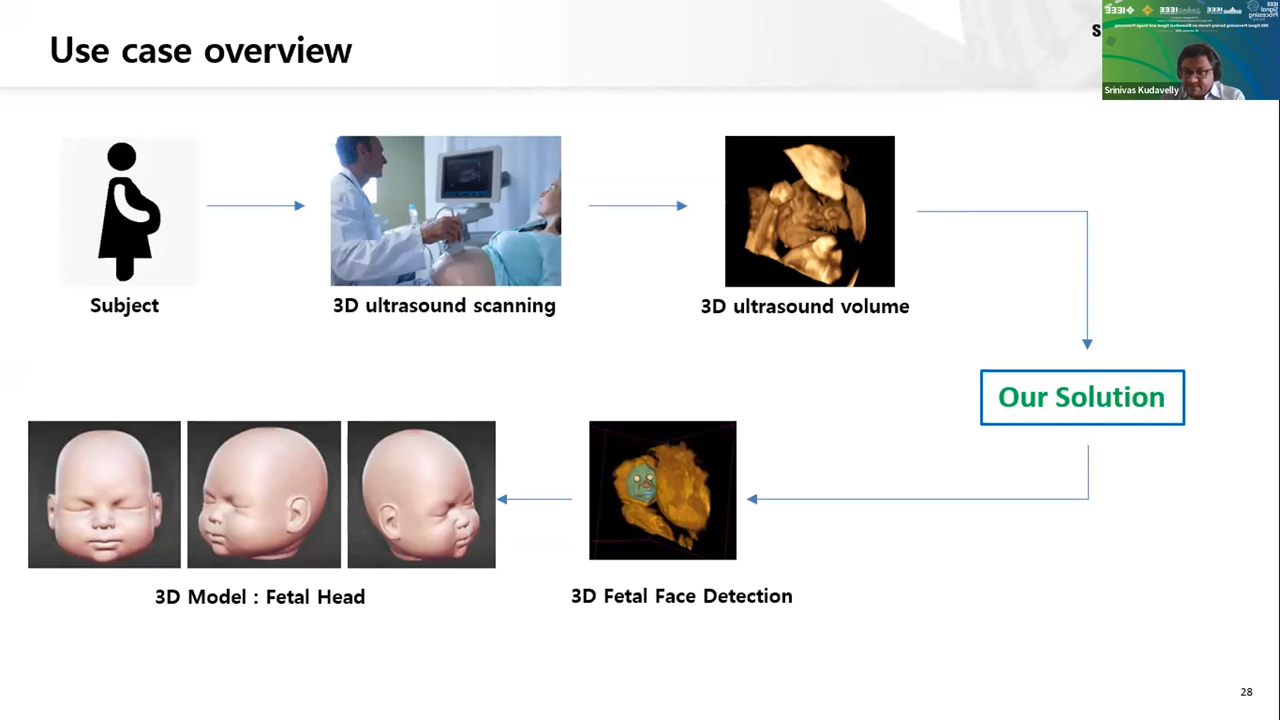 Use case overview
S
Srinivas Kudavelly
Subject
3D ultrasound scanning
3D ultrasound volume
Our Solution
3D Model : Fetal Head
3D Fetal Face Detection
28